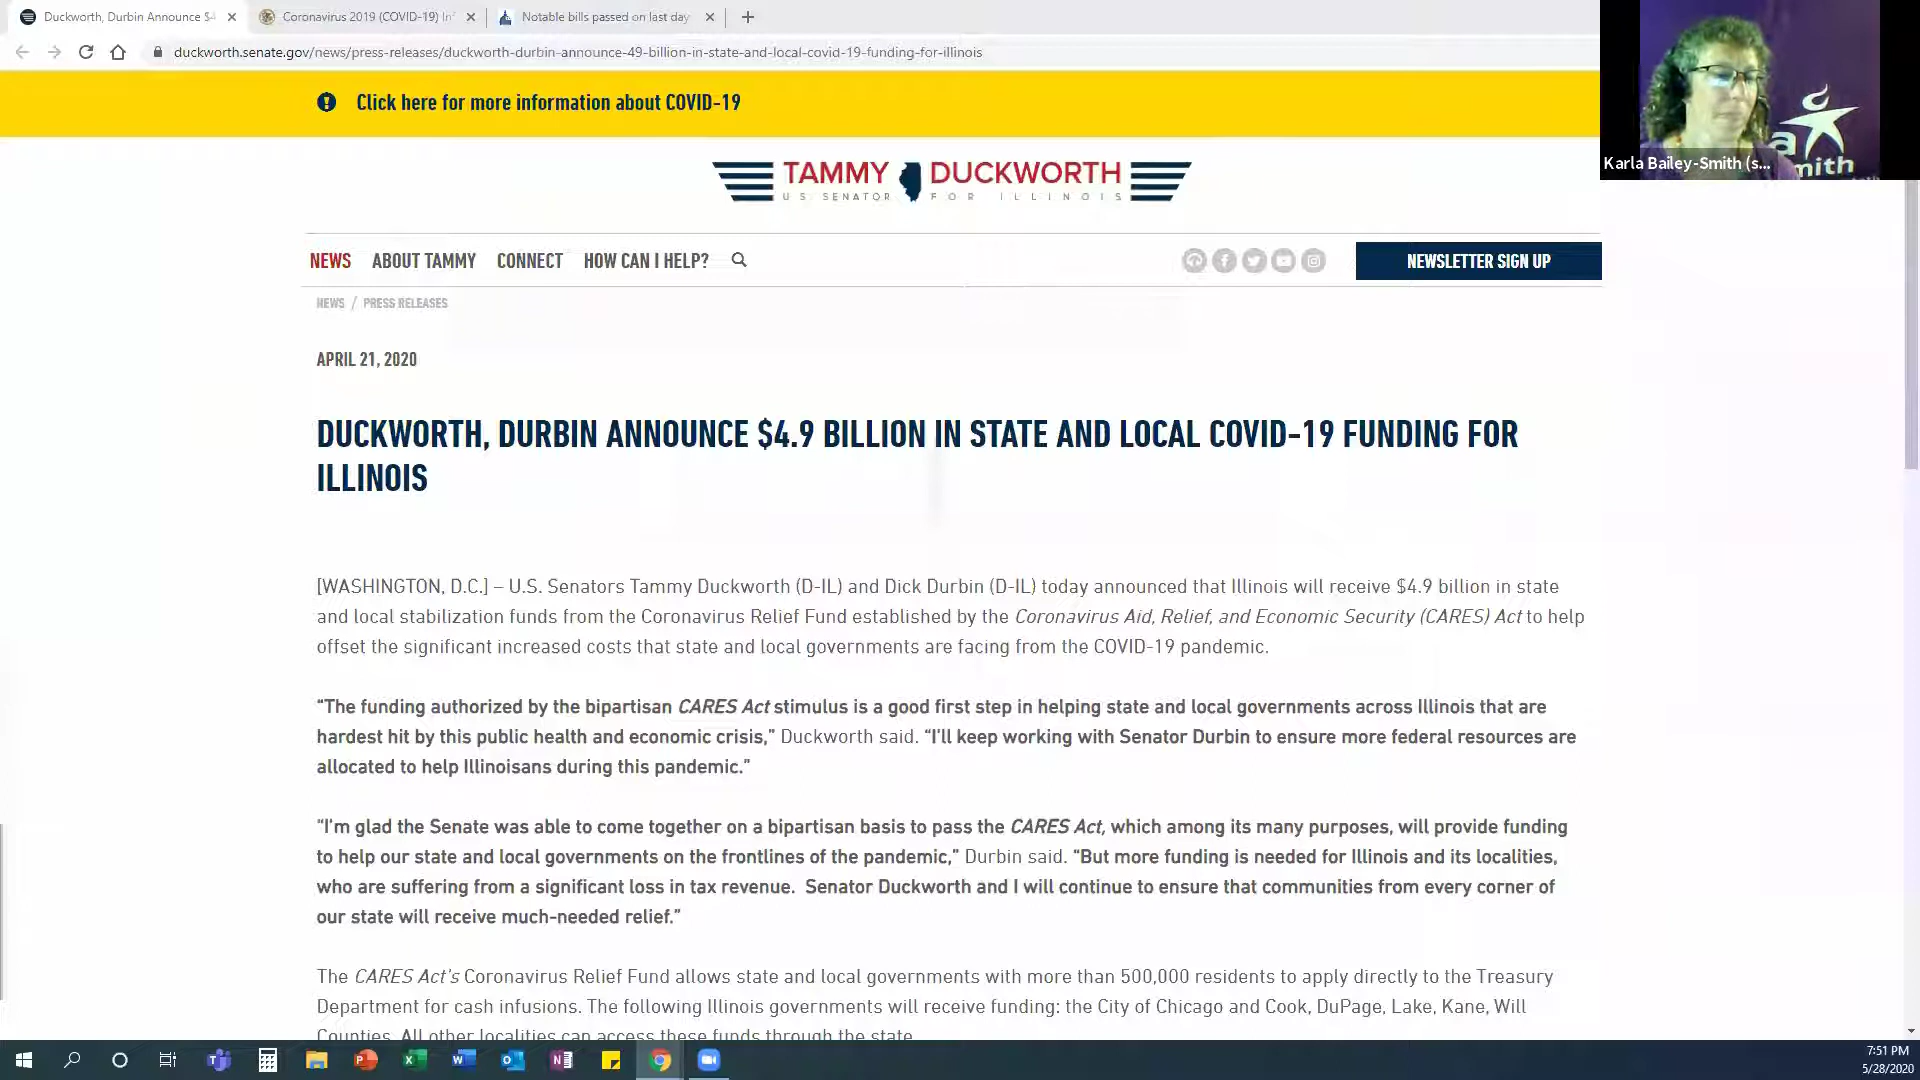 Duckworth, Durbin Announce $4
Coronavirus 2019 (COVID-19) In
Notable bills passed on last day
duckworth.senate.gov/news/press-releases/duckworth-durbin-announce-49-billion-in-state-and-local-covid-19-funding-for-illinois
Click here for more information about COVID-19
TAMMY DUCKWORTH
U.S. SENATOR FOR ILLINOIS
Karla Bailey-Smith (s...
mith
NEWS ABOUT TAMMY CONNECT HOW CAN I HELP?
NEWSLETTER SIGN UP
NEWS / PRESS RELEASES
APRIL 21, 2020
DUCKWORTH, DURBIN ANNOUNCE $4.9 BILLION IN STATE AND LOCAL COVID-19 FUNDING FOR
ILLINOIS
[WASHINGTON, D.C.] – U.S. Senators Tammy Duckworth (D-IL) and Dick Durbin (D-IL) today announced that Illinois will receive $4.9 billion in state
and local stabilization funds from the Coronavirus Relief Fund established by the Coronavirus Aid, Relief, and Economic Security (CARES) Act to help
offset the significant increased costs that state and local governments are facing from the COVID-19 pandemic.
“The funding authorized by the bipartisan CARES Act stimulus is a good first step in helping state and local governments across Illinois that are
hardest hit by this public health and economic crisis,” Duckworth said. “I'll keep working with Senator Durbin to ensure more federal resources are
allocated to help Illinoisans during this pandemic.”
“I'm glad the Senate was able to come together on a bipartisan basis to pass the CARES Act, which among its many purposes, will provide funding
to help our state and local governments on the frontlines of the pandemic,” Durbin said. “But more funding is needed for Illinois and its localities,
who are suffering from a significant loss in tax revenue. Senator Duckworth and I will continue to ensure that communities from every corner of
our state will receive much-needed relief.”
The CARES Act's Coronavirus Relief Fund allows state and local governments with more than 500,000 residents to apply directly to the Treasury
Department for cash infusions. The following Illinois governments will receive funding: the City of Chicago and Cook, DuPage, Lake, Kane, Will
Counties. All other localities can access these funds through the state.
7:51 PM
5/28/2020